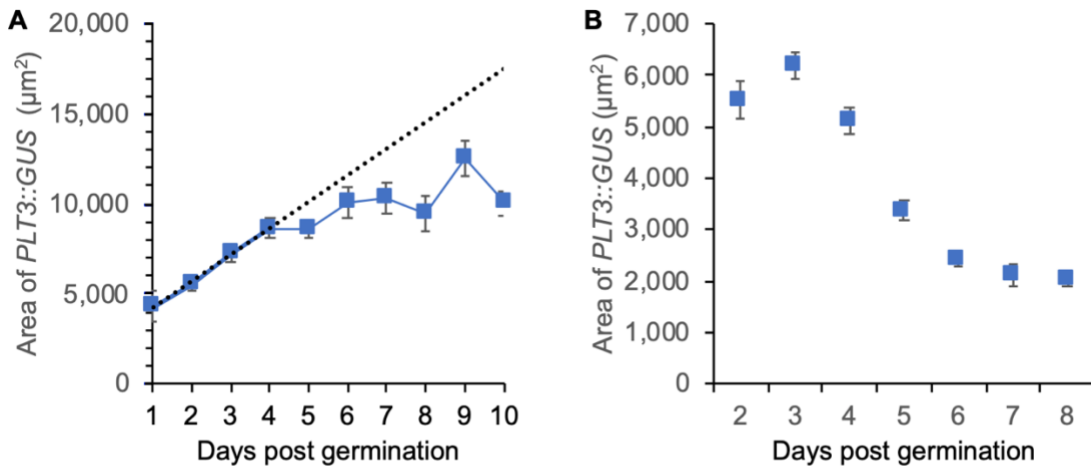 A
Area of PLT3::GUS (µm²)
20,000
15,000
10,000
5,000
0
1 2 3 4 5 6 7 8 9 10
Days post germination
B
Area of PLT3::GUS (µm²)
7,000
6,000
5,000
4,000
3,000
2,000
1,000
0
2 3 4 5 6 7 8
Days post germination